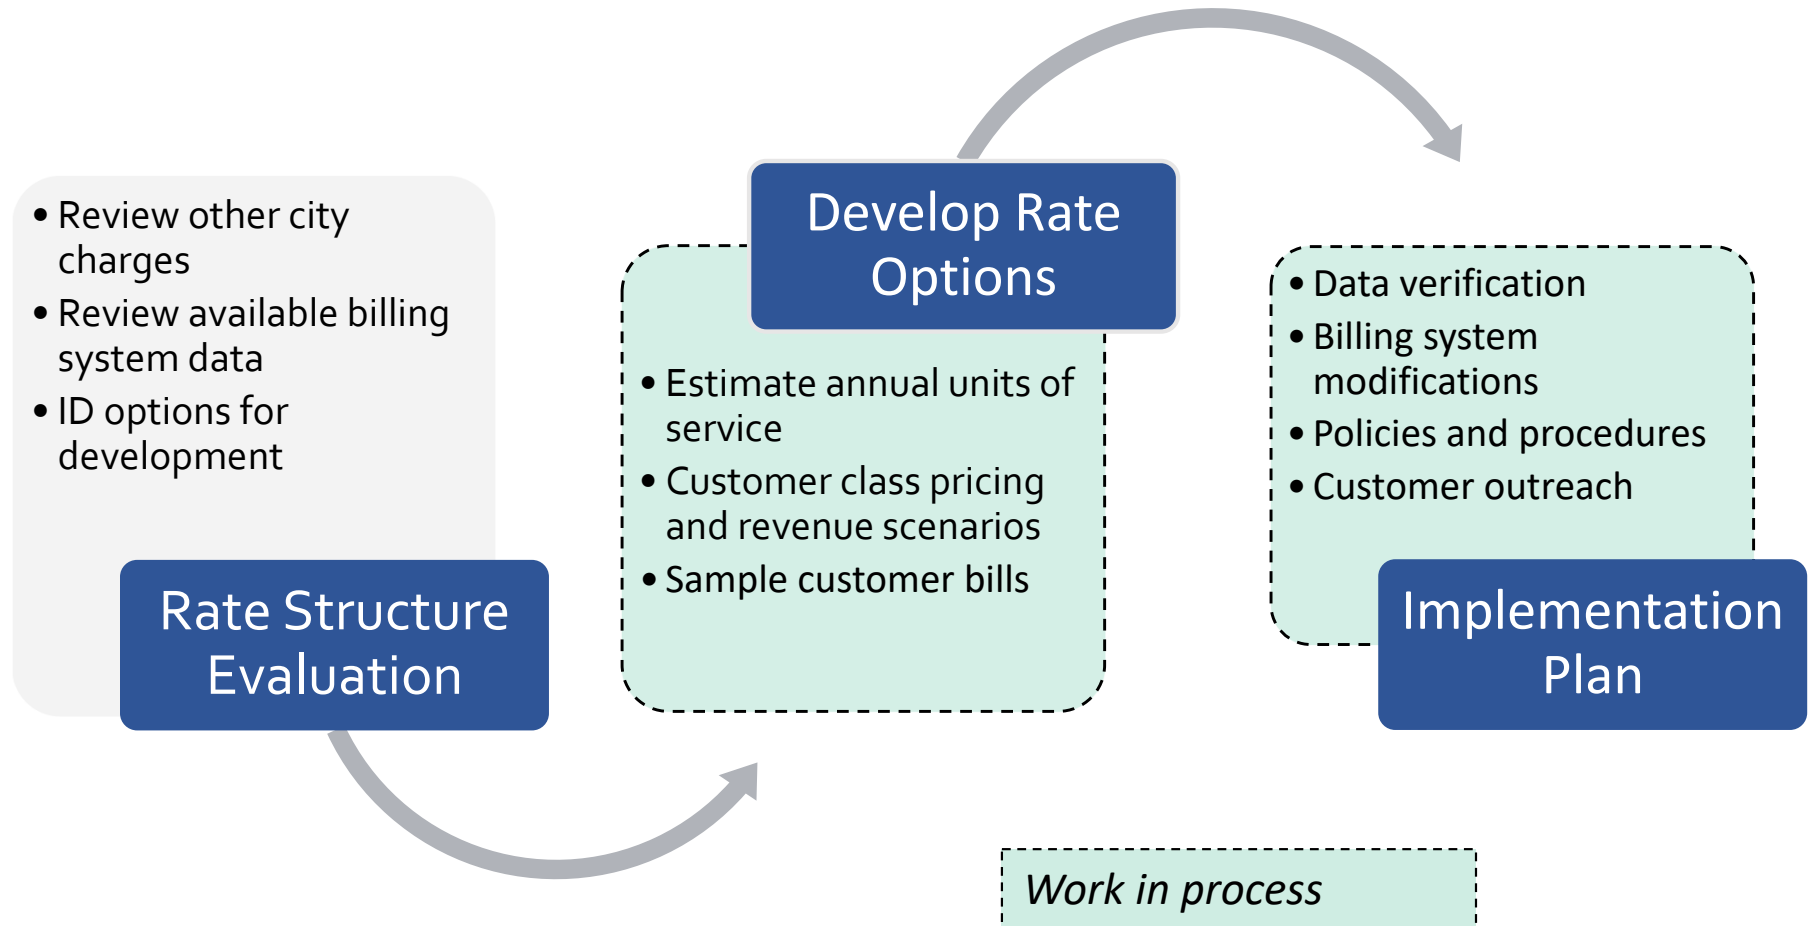 • Review other city
charges
• Review available billing
system data
• ID options for
development
Rate Structure
Evaluation
Develop Rate
Options
• Estimate annual units of
service
• Customer class pricing
and revenue scenarios
• Sample customer bills
• Data verification
• Billing system
modifications
• Policies and procedures
• Customer outreach
Implementation
Plan
Work in process